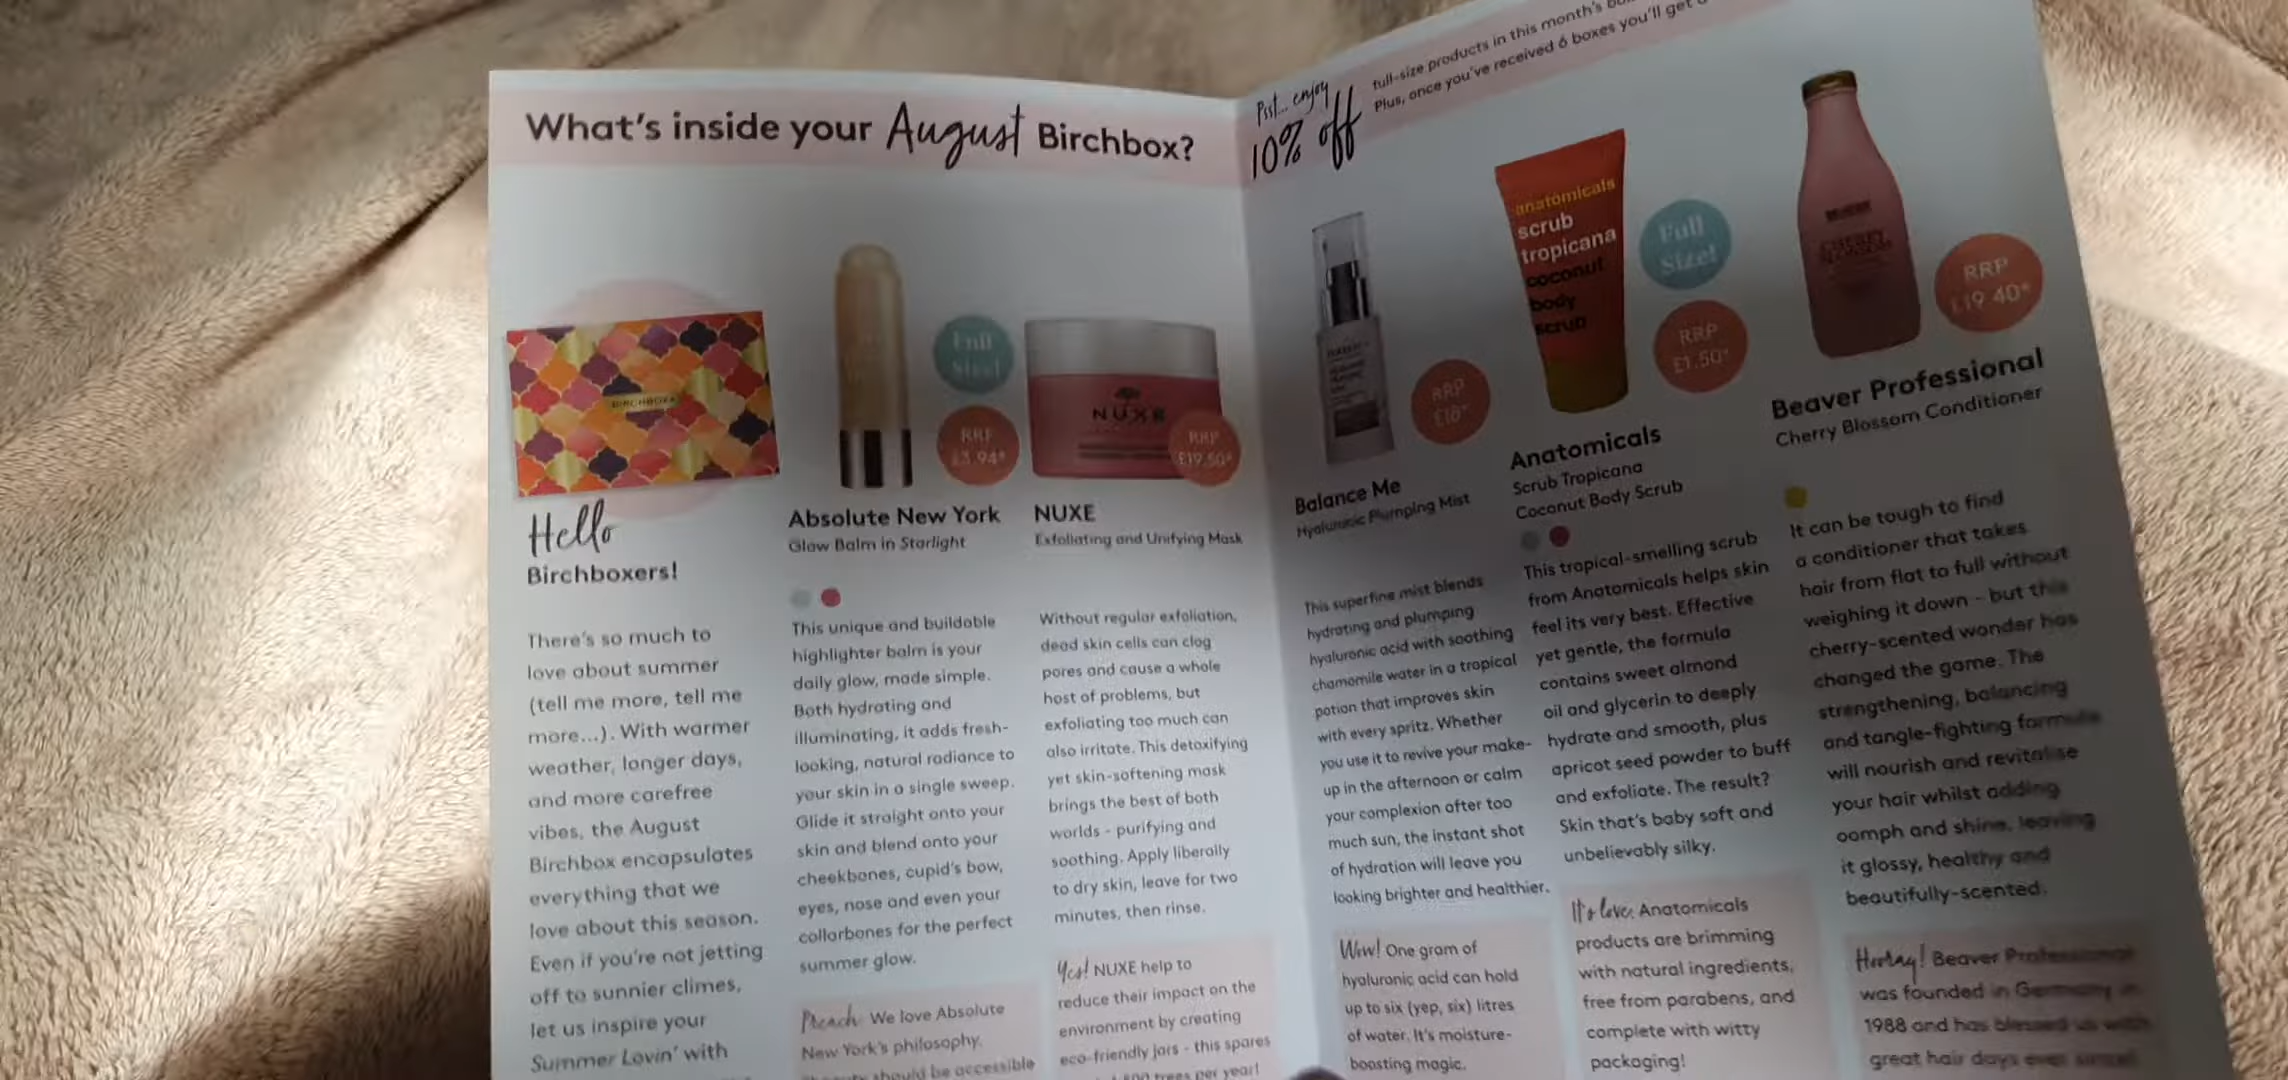 What's inside your August Birchbox?
BIRCHBOX
Hello
Birchboxers!
There's so much to
love about summer
(tell me more, tell me
more...). With warmer
weather, longer days,
and more carefree
vibes, the August
Birchbox encapsulates
everything that we
love about this season.
Even if you're not jetting
off to sunnier climes,
let us inspire your
Summer Lovin' with
Full
Size!
RRP
£3.94*
Absolute New York
Glow Balm in Starlight
This unique and buildable
highlighter balm is your
daily glow, made simple.
Both hydrating and
illuminating, it adds fresh-
looking, natural radiance to
your skin in a single sweep.
Glide it straight onto your
skin and blend onto your
cheekbones, cupid's bow,
eyes, nose and even your
collarbones for the perfect
summer glow.
Preach. We love Absolute
New York's philosophy.
should be accessible
NUXE
RRP
£19.50*
NUXE
Exfoliating and Unifying Mask
Without regular exfoliation,
dead skin cells can clog
pores and cause a whole
host of problems, but
exfoliating too much can
also irritate. This detoxifying
yet skin-softening mask
brings the best of both
worlds - purifying and
soothing. Apply liberally
to dry skin, leave for two
minutes, then rinse.
Yes! NUXE help to
reduce their impact on the
environment by creating
eco-friendly jars - this spares
trees per year!
Psst... enjoy
10% off
full-size products in this month's
Plus, once you've received 6 boxes you'll get
RRP
£18*
Balance Me
Hyaluronic Plumping Mist
This superfine mist blends
hydrating and plumping
hyaluronic acid with soothing
chamomile water in a tropical
potion that improves skin
with every spritz. Whether
you use it to revive your make-
up in the afternoon or calm
your complexion after too
much sun, the instant shot
of hydration will leave you
looking brighter and healthier.
Wow! One gram of
hyaluronic acid can hold
up to six (yep, six) litres
of water. It's moisture-
boosting magic.
anatomicals
scrub
tropicana
coconut
body
scrub
Full
Size!
RRP
£1.50*
Anatomicals
Scrub Tropicana
Coconut Body Scrub
This tropical-smelling scrub
from Anatomicals helps skin
feel its very best. Effective
yet gentle, the formula
contains sweet almond
oil and glycerin to deeply
hydrate and smooth, plus
apricot seed powder to buff
and exfoliate. The result?
Skin that's baby soft and
unbelievably silky.
It's love. Anatomicals
products are brimming
with natural ingredients,
free from parabens, and
complete with witty
packaging!
RRP
£19.40*
Beaver Professional
Cherry Blossom Conditioner
It can be tough to find
a conditioner that takes
hair from flat to full without
weighing it down - but this
cherry-scented wonder has
changed the game. The
strengthening, balancing
and tangle-fighting formula
will nourish and revitalise
your hair whilst adding
oomph and shine, leaving
it glossy, healthy and
beautifully-scented.
Hooray! Beaver Professional
was founded in Germany in
1988 and has blessed us with
great hair days ever since!